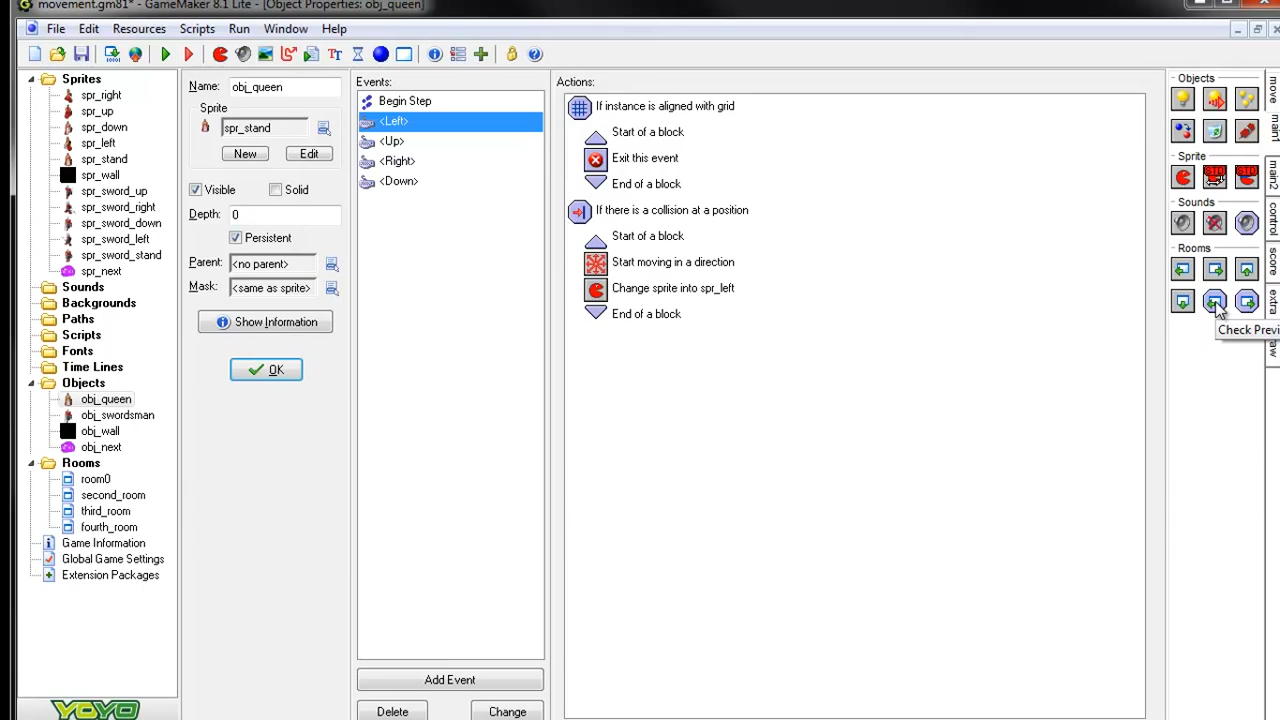 movement.gm81* - GameMaker 8.1 Lite - [Object Properties: obj_queen]
File Edit Resources Scripts Run Window Help
Sprites
spr_right
spr_up
spr_down
spr_left
spr_stand
spr_wall
spr_sword_up
spr_sword_right
spr_sword_down
spr_sword_left
spr_sword_stand
spr_next
Sounds
Backgrounds
Paths
Scripts
Fonts
Time Lines
Objects
obj_queen
obj_swordsman
obj_wall
obj_next
Rooms
room0
second_room
third_room
fourth_room
Game Information
Global Game Settings
Extension Packages
YOYO
Name: obj_queen
Sprite
spr_stand
New Edit
Visible Solid
Depth: 0
Persistent
Parent: <no parent>
Mask: <same as sprite>
Show Information
OK
Events:
Begin Step
<Left>
<Up>
<Right>
<Down>
Add Event
Delete Change
Actions:
If instance is aligned with grid
Start of a block
Exit this event
End of a block
If there is a collision at a position
Start of a block
Start moving in a direction
Change sprite into spr_left
End of a block
Objects
Sprite
Sounds
Rooms
Check Previ
move
main1
main2
control
score
extra